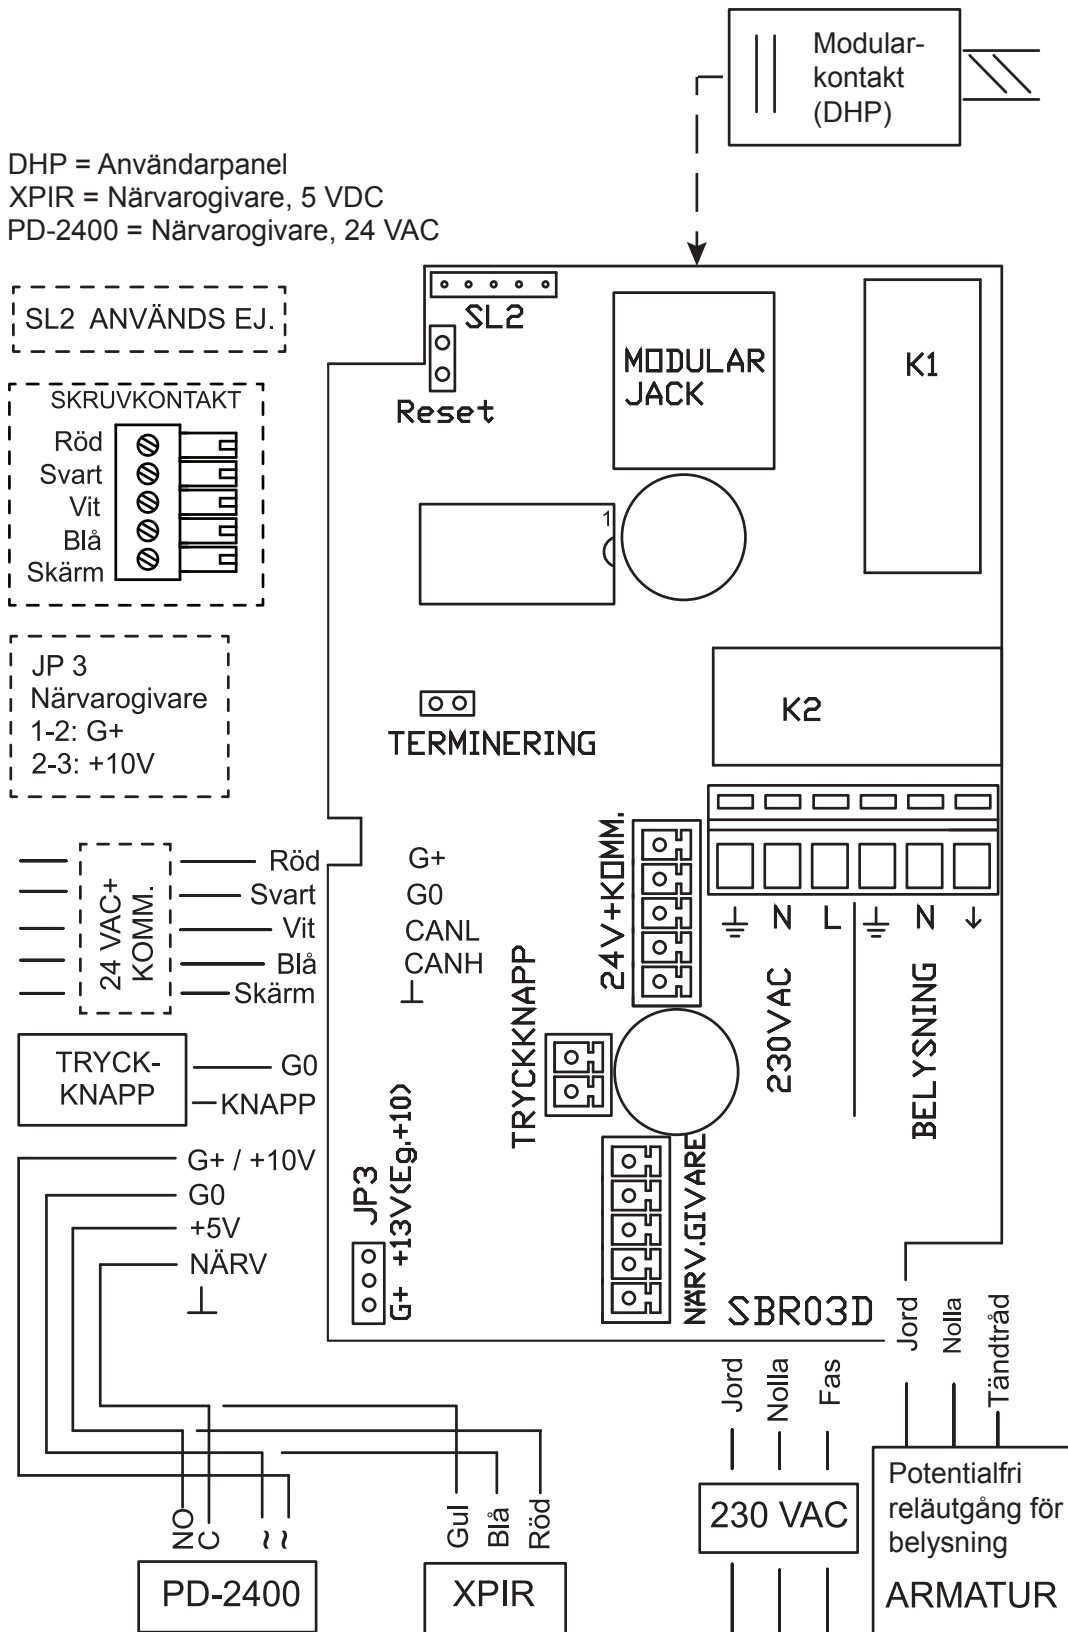 Modular-
kontakt
(DHP)
DHP = Användarpanel
XPIR = Närvarogivare, 5 VDC
PD-2400 = Närvarogivare, 24 VAC
SL2 ANVÄNDS EJ.
SL2
Reset
MODULAR
JACK
K1
SKRUVKONTAKT
Röd
Svart
Vit
Blå
Skärm
1
JP 3
Närvarogivare
1-2: G+
2-3: +10V
TERMINERING
K2
24 VAC+
KOMM.
Röd
Svart
Vit
Blå
Skärm
G+
G0
CANL
CANH
24V+KOMM.
N
L
N
↓
230VAC
BELYSNING
TRYCK-
KNAPP
G0
KNAPP
TRYCKKNAPP
G+ / +10V
G0
+5V
NÄRV
JP3
G+ +13V(Eg.+10)
NÄRV.GIVARE
SBR03D
Jord
Nolla
Fas
Jord
Nolla
Tändtråd
230 VAC
Potentialfri
reläutgång för
belysning
ARMATUR
NO
C
~
~
PD-2400
Gul
Blå
Röd
XPIR